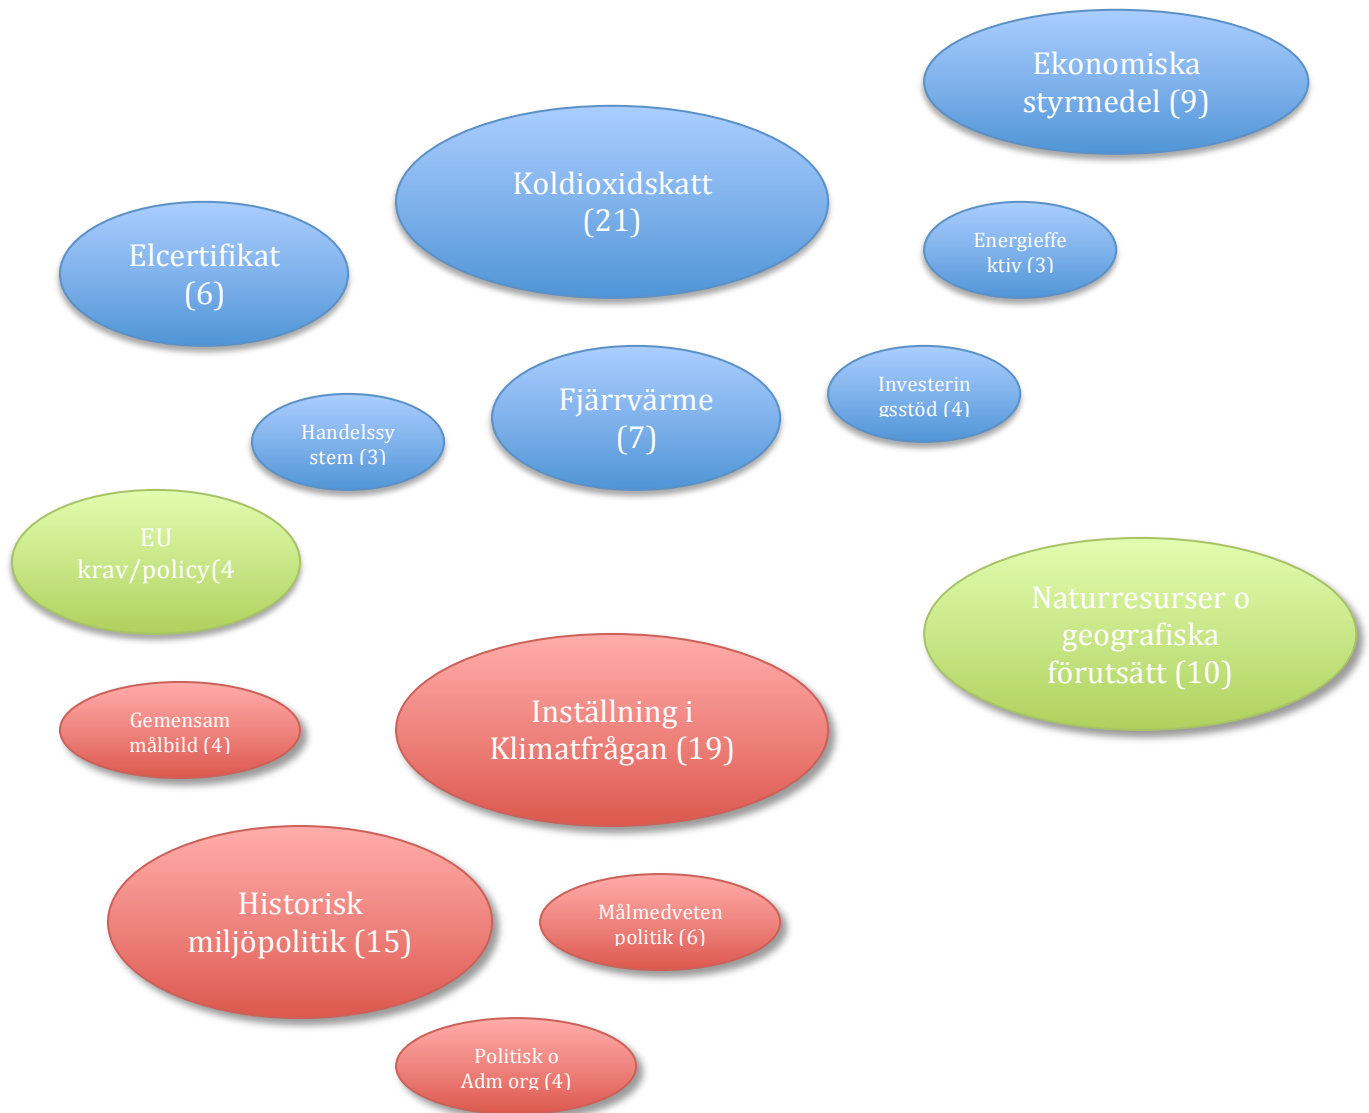 Ekonomiska
styrmedel (9)
Koldioxidskatt
(21)
Elcertifikat
(6)
Energieffe
ktiv (3)
Investerin
gsstöd (4)
Fjärrvärme
(7)
Handelssy
stem (3)
EU
krav/policy(4
Naturresurser o
geografiska
förutsätt (10)
Gemensam
målbild (4)
Inställning i
Klimatfrågan (19)
Historisk
miljöpolitik (15)
Målmedveten
politik (6)
Politisk o
Adm org (4)